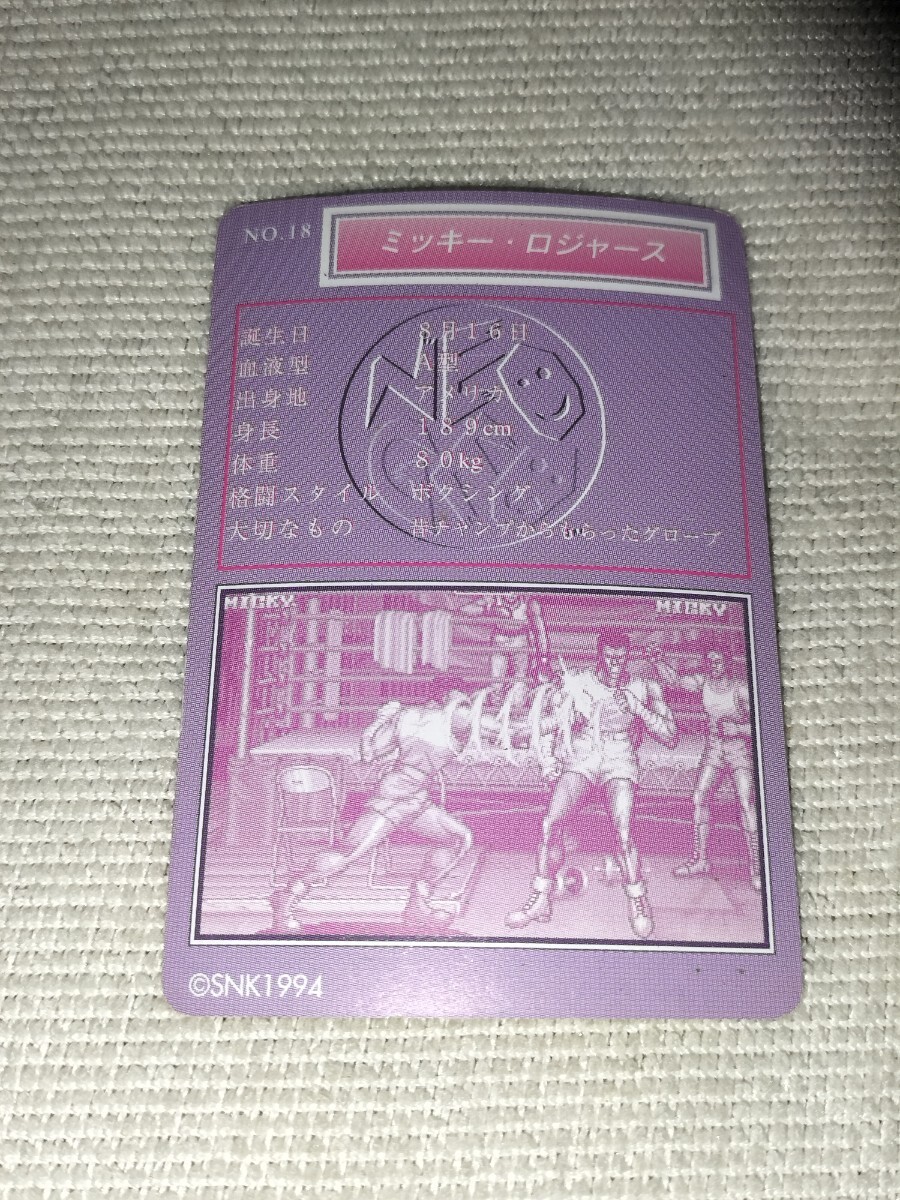 NO.18
ミッキー・ロジャース
誕生日 8月16日
血液型 A型
出身地 アメリカ
身長 189cm
体重 80kg
格闘スタイル ボクシング
大切なもの 昔チャンプからもらったグローブ
MICKY MICKY
©SNK1994